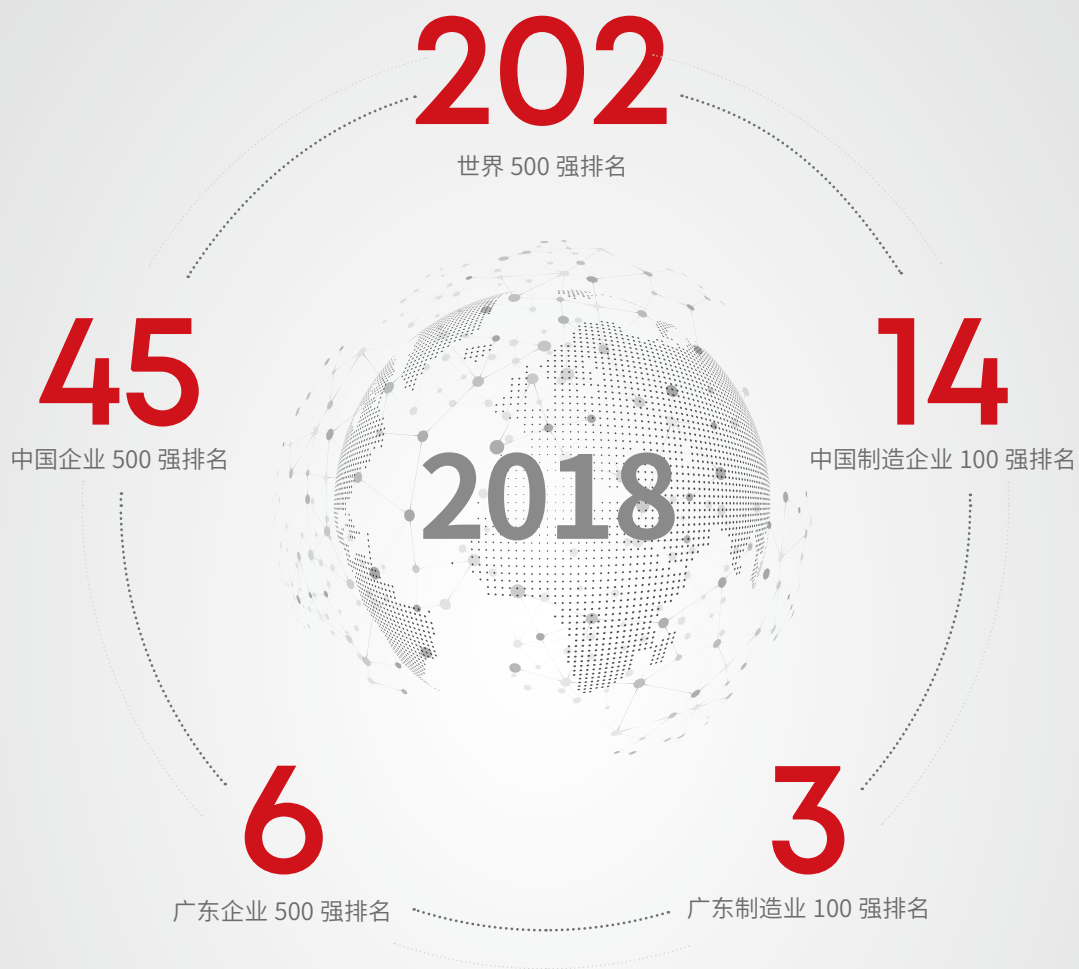 202
世界 500 强排名
45
中国企业 500 强排名
14
中国制造企业 100 强排名
2018
6
广东企业 500 强排名
3
广东制造业 100 强排名